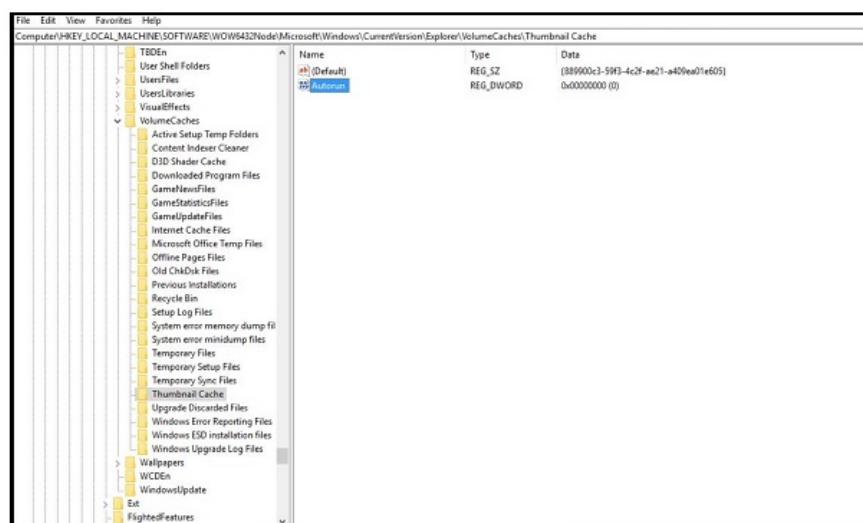 File Edit View Favorites Help
Computer\HKEY_LOCAL_MACHINE\SOFTWARE\WOW6432Node\Microsoft\Windows\CurrentVersion\Explorer\VolumeCaches\Thumbnail Cache
TBDEn
User Shell Folders
UsersFiles
UsersLibraries
VisualEffects
VolumeCaches
Active Setup Temp Folders
Content Indexer Cleaner
D3D Shader Cache
Downloaded Program Files
GameNewsFiles
GameStatisticsFiles
GameUpdateFiles
Internet Cache Files
Microsoft Office Temp Files
Offline Pages Files
Old ChkDsk Files
Previous Installations
Recycle Bin
Setup Log Files
System error memory dump fil
System error minidump files
Temporary Files
Temporary Setup Files
Temporary Sync Files
Thumbnail Cache
Upgrade Discarded Files
Windows Error Reporting Files
Windows ESD installation files
Windows Upgrade Log Files
Wallpapers
WCDEn
WindowsUpdate
Ext
FlightedFeatures
Name Type Data
(Default) REG_SZ {889900c3-59f3-4c2f-ae21-a409ea01e605}
Autorun REG_DWORD 0x00000000 (0)